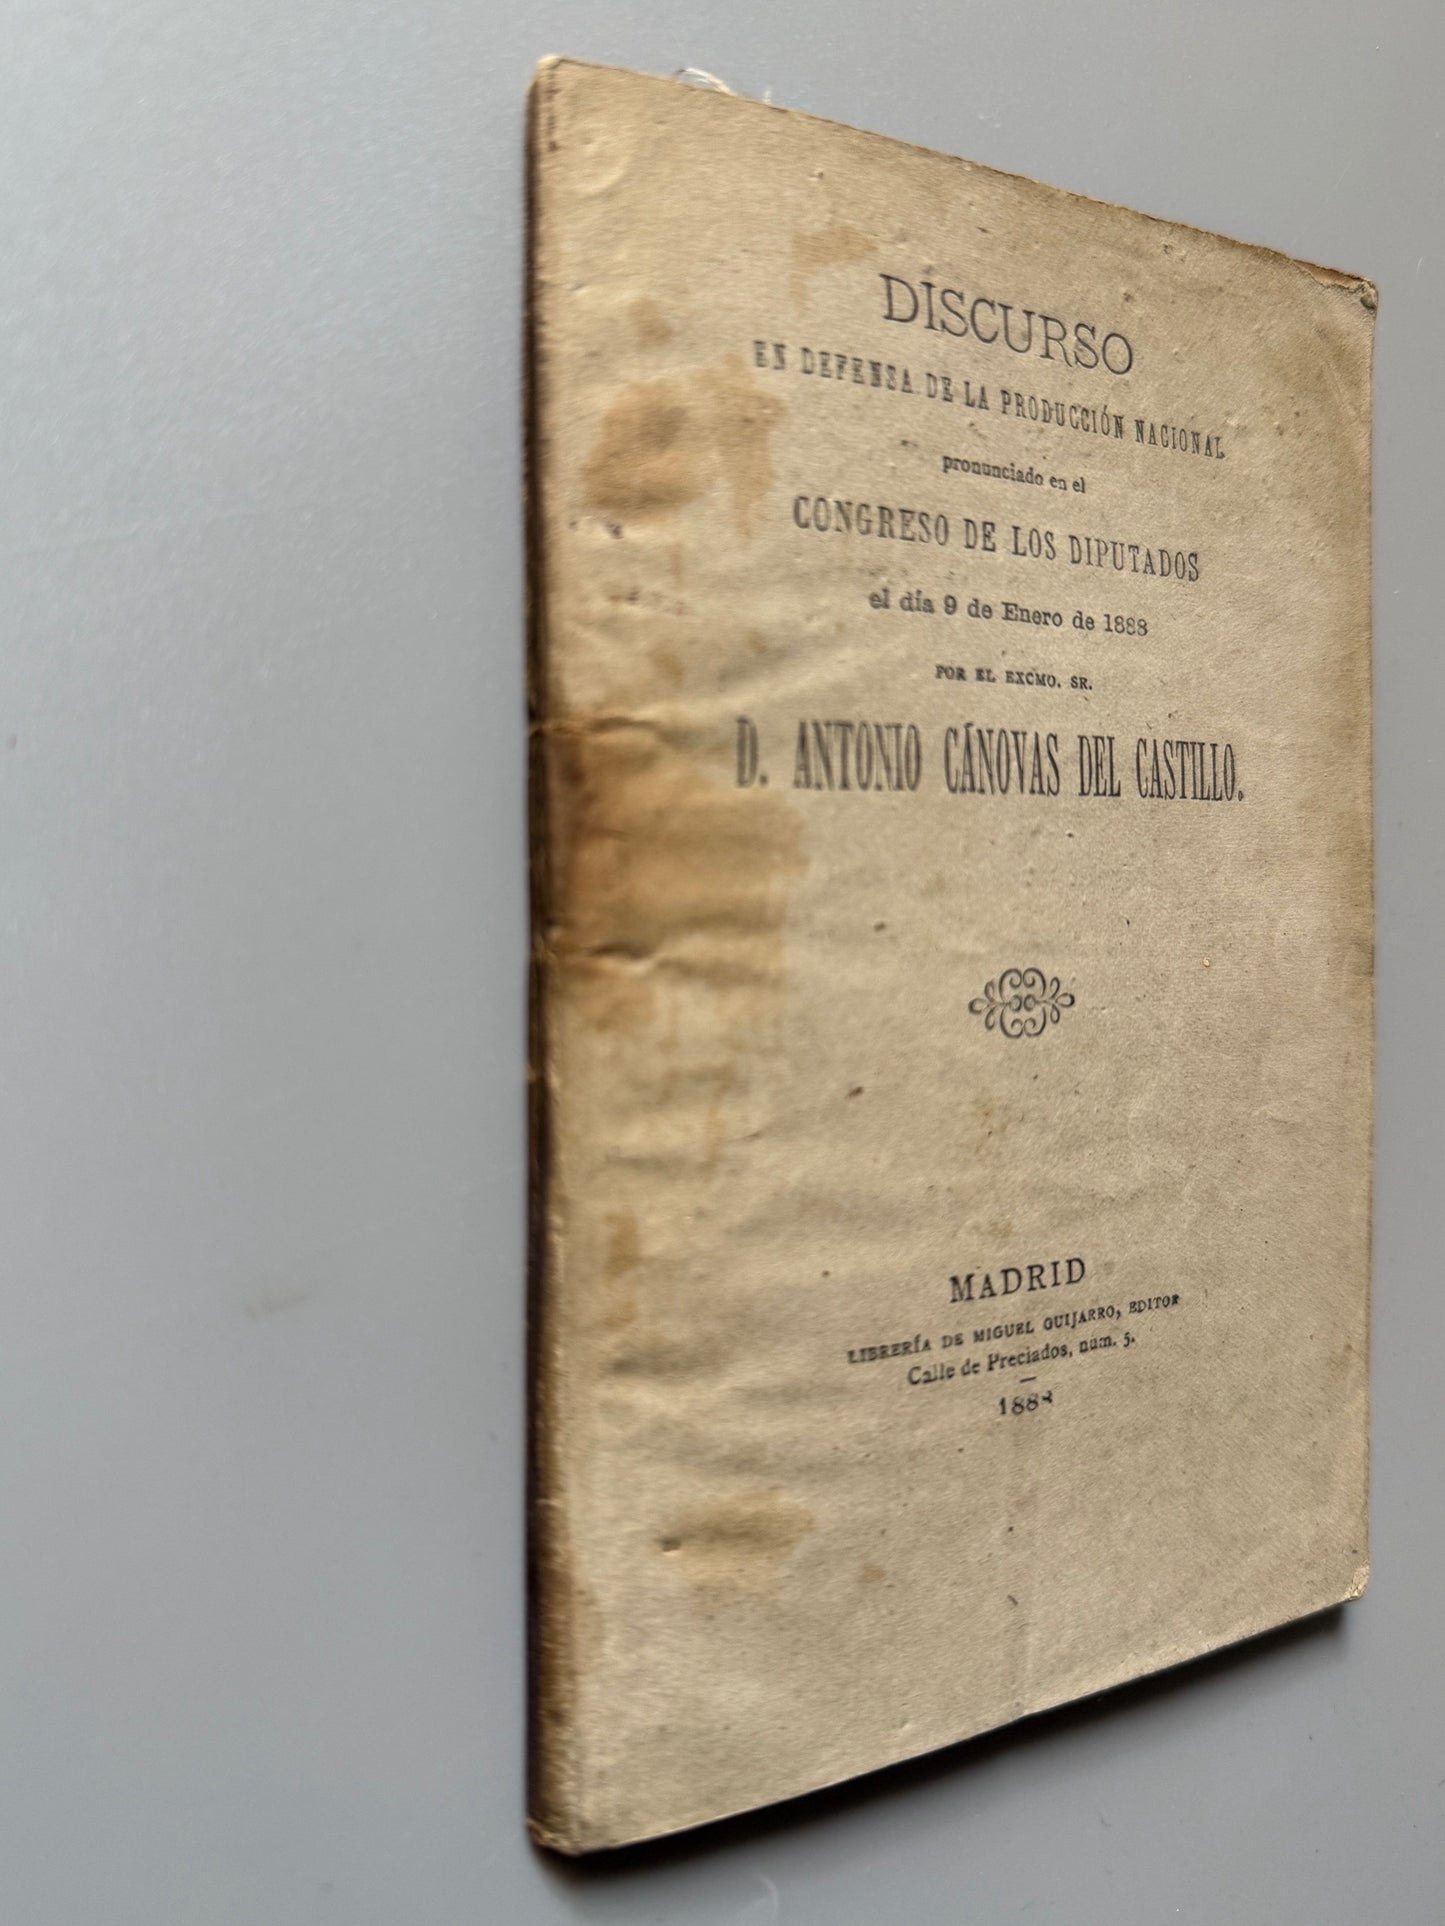 DISCURSO
EN DEFENSA DE LA PRODUCCIÓN NACIONAL
pronunciado en el
CONGRESO DE LOS DIPUTADOS
el día 9 de Enero de 1888
POR EL EXCMO. SR.
D. ANTONIO CÁNOVAS DEL CASTILLO.
MADRID
LIBRERÍA DE MIGUEL GUIJARRO, EDITOR
Calle de Preciados, núm. 5.
1888